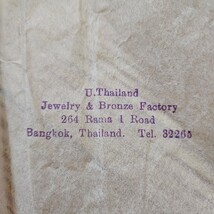 U.Thailand
Jewelry & Bronze Factory
264 Rama 1 Road
Bangkok, Thailand. Tel. 32265